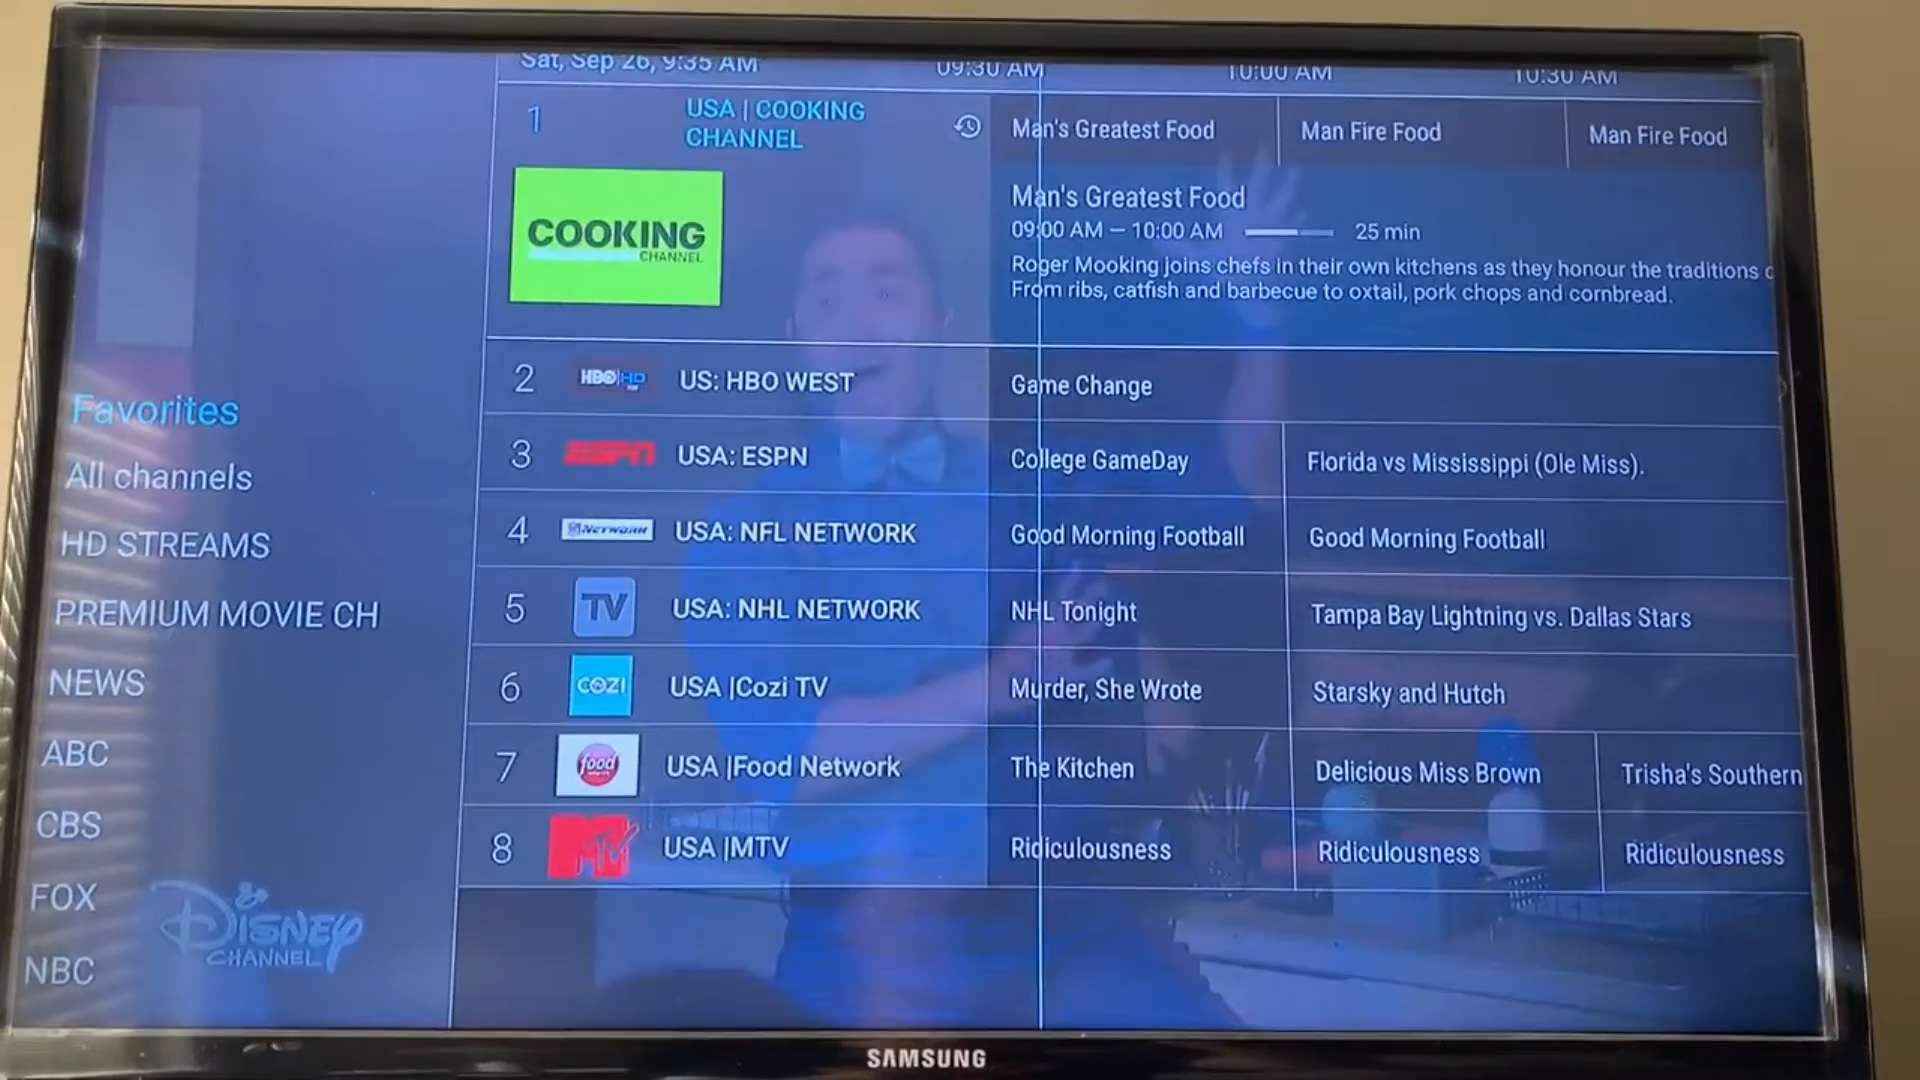 Sat, Sep 26, 9:35 AM
09:30 AM
10:00 AM
10:30 AM
1
USA | COOKING
CHANNEL
Man's Greatest Food
Man Fire Food
Man Fire Food
COOKING
CHANNEL
Man's Greatest Food
09:00 AM — 10:00 AM
25 min
Roger Mooking joins chefs in their own kitchens as they honour the traditions
From ribs, catfish and barbecue to oxtail, pork chops and cornbread.
2
HBO HD
US: HBO WEST
Game Change
3
ESPN
USA: ESPN
College GameDay
Florida vs Mississippi (Ole Miss).
4
NETWORK
USA: NFL NETWORK
Good Morning Football
Good Morning Football
5
TV
USA: NHL NETWORK
NHL Tonight
Tampa Bay Lightning vs. Dallas Stars
6
COZI
USA |Cozi TV
Murder, She Wrote
Starsky and Hutch
7
food
USA |Food Network
The Kitchen
Delicious Miss Brown
Trisha's Southern
8
MTV
USA |MTV
Ridiculousness
Ridiculousness
Ridiculousness
Favorites
All channels
HD STREAMS
PREMIUM MOVIE CH
NEWS
ABC
CBS
FOX
NBC
DISNEY
CHANNEL
SAMSUNG